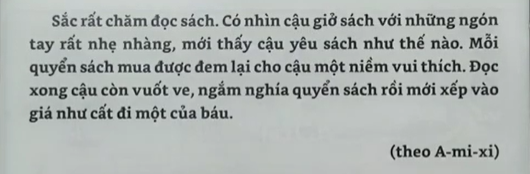 Sắc rất chăm đọc sách. Có nhìn cậu giở sách với những ngón
tay rất nhẹ nhàng, mới thấy cậu yêu sách như thế nào. Mỗi
quyển sách mua được đem lại cho cậu một niềm vui thích. Đọc
xong cậu còn vuốt ve, ngắm nghía quyển sách rồi mới xếp vào
giá như cất đi một của báu.
(theo A-mi-xi)